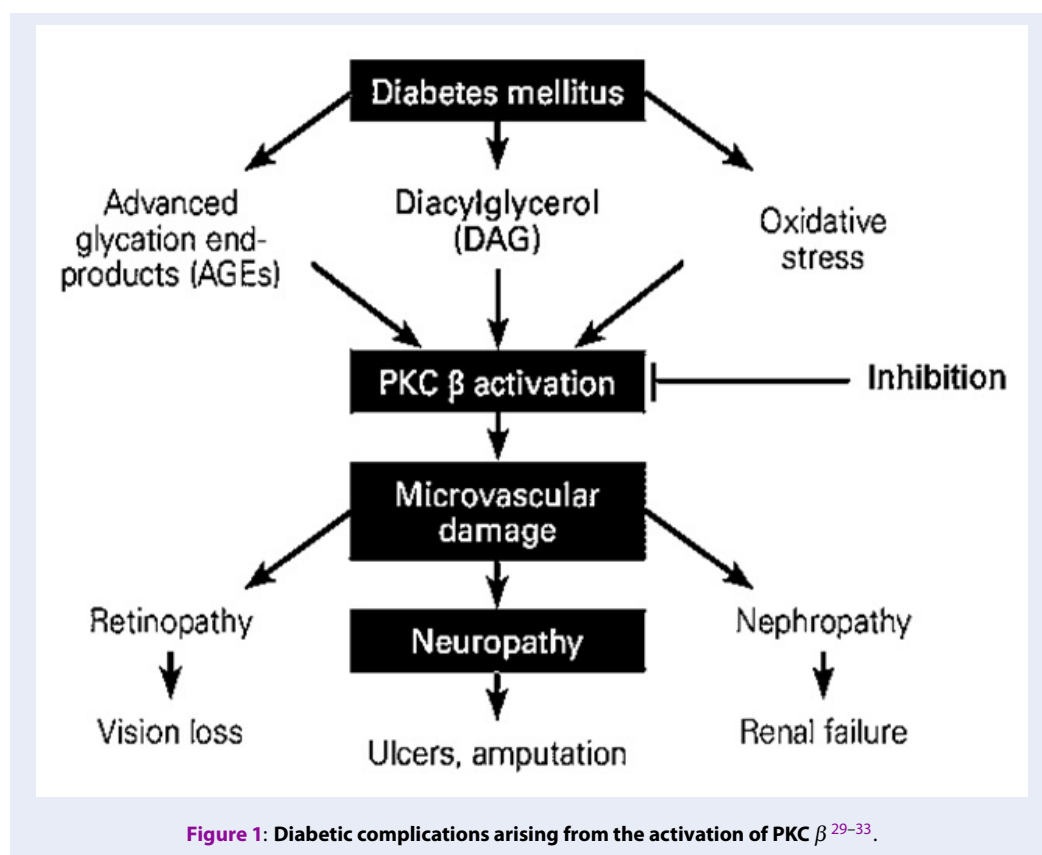 Diabetes mellitus
Advanced
glycation end-
products (AGEs)
Diacylglycerol
(DAG)
Oxidative
stress
PKC β activation
Inhibition
Microvascular
damage
Retinopathy
Neuropathy
Nephropathy
Vision loss
Ulcers, amputation
Renal failure
Figure 1: Diabetic complications arising from the activation of PKC β 29–33.